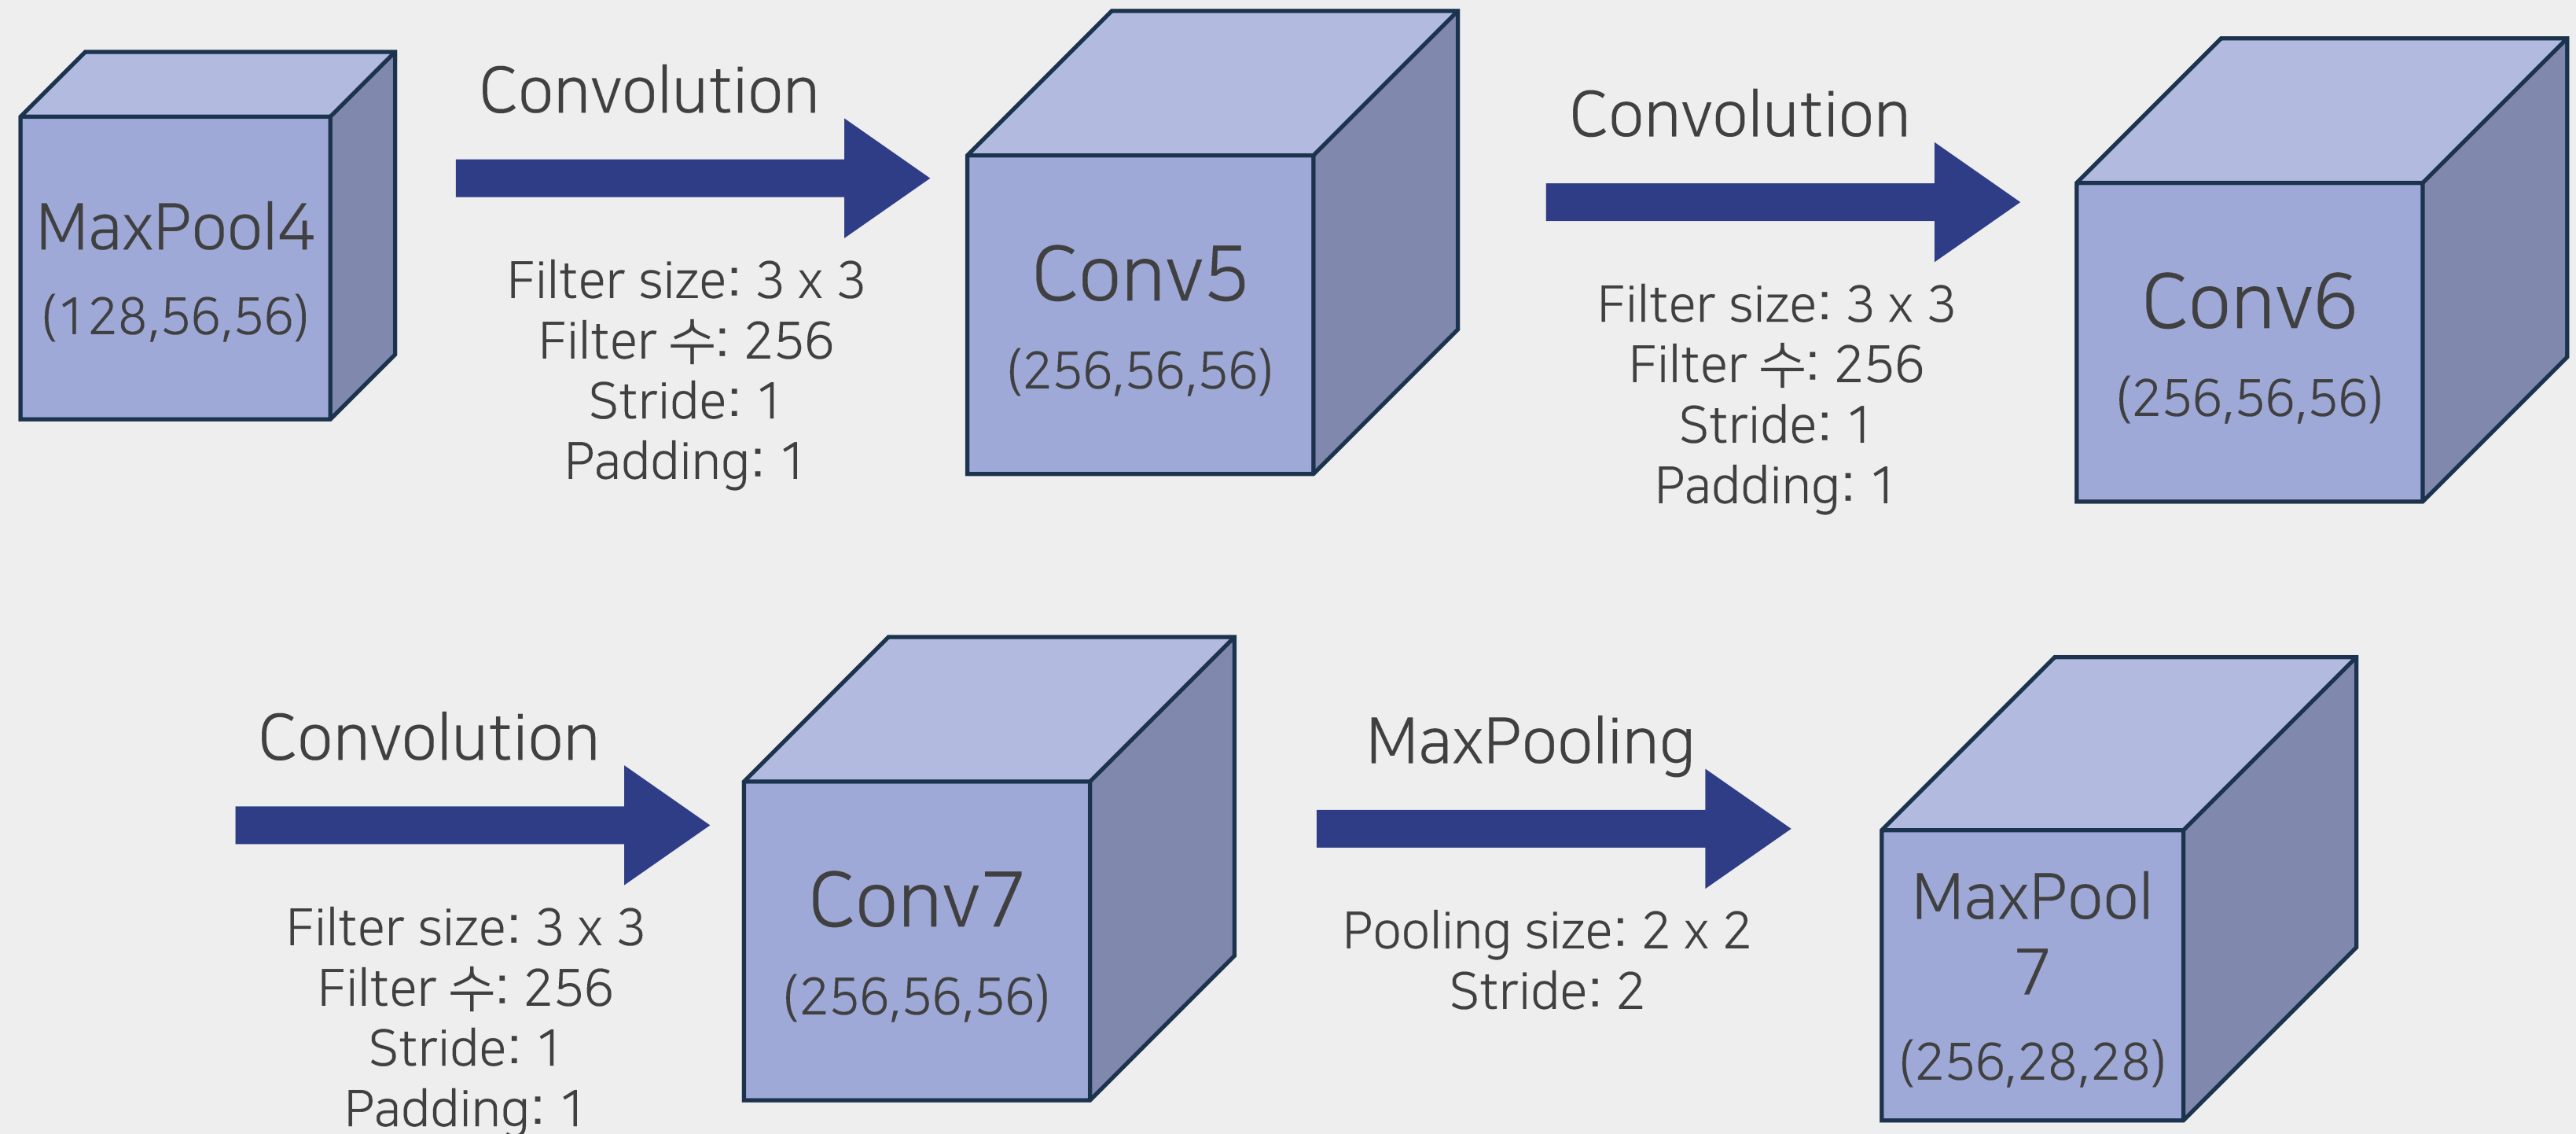 MaxPool4
(128,56,56)
Convolution
Filter size: 3 x 3
Filter 수: 256
Stride: 1
Padding: 1
Conv5
(256,56,56)
Convolution
Filter size: 3 x 3
Filter 수: 256
Stride: 1
Padding: 1
Conv6
(256,56,56)
Convolution
Filter size: 3 x 3
Filter 수: 256
Stride: 1
Padding: 1
Conv7
(256,56,56)
MaxPooling
Pooling size: 2 x 2
Stride: 2
MaxPool
7
(256,28,28)